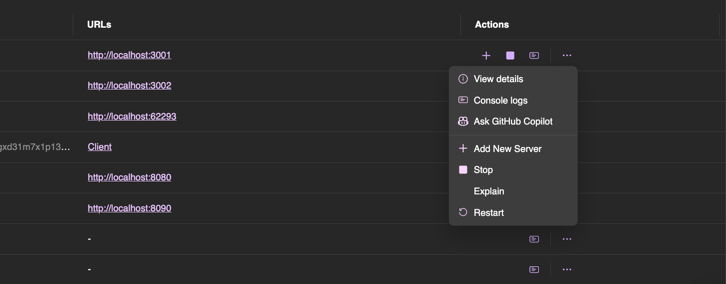 URLs
Actions
http://localhost:3001
View details
http://localhost:3002
Console logs
http://localhost:62293
Ask GitHub Copilot
gxd31m7x1p13...
Client
Add New Server
http://localhost:8080
Stop
Explain
http://localhost:8090
Restart
-
-